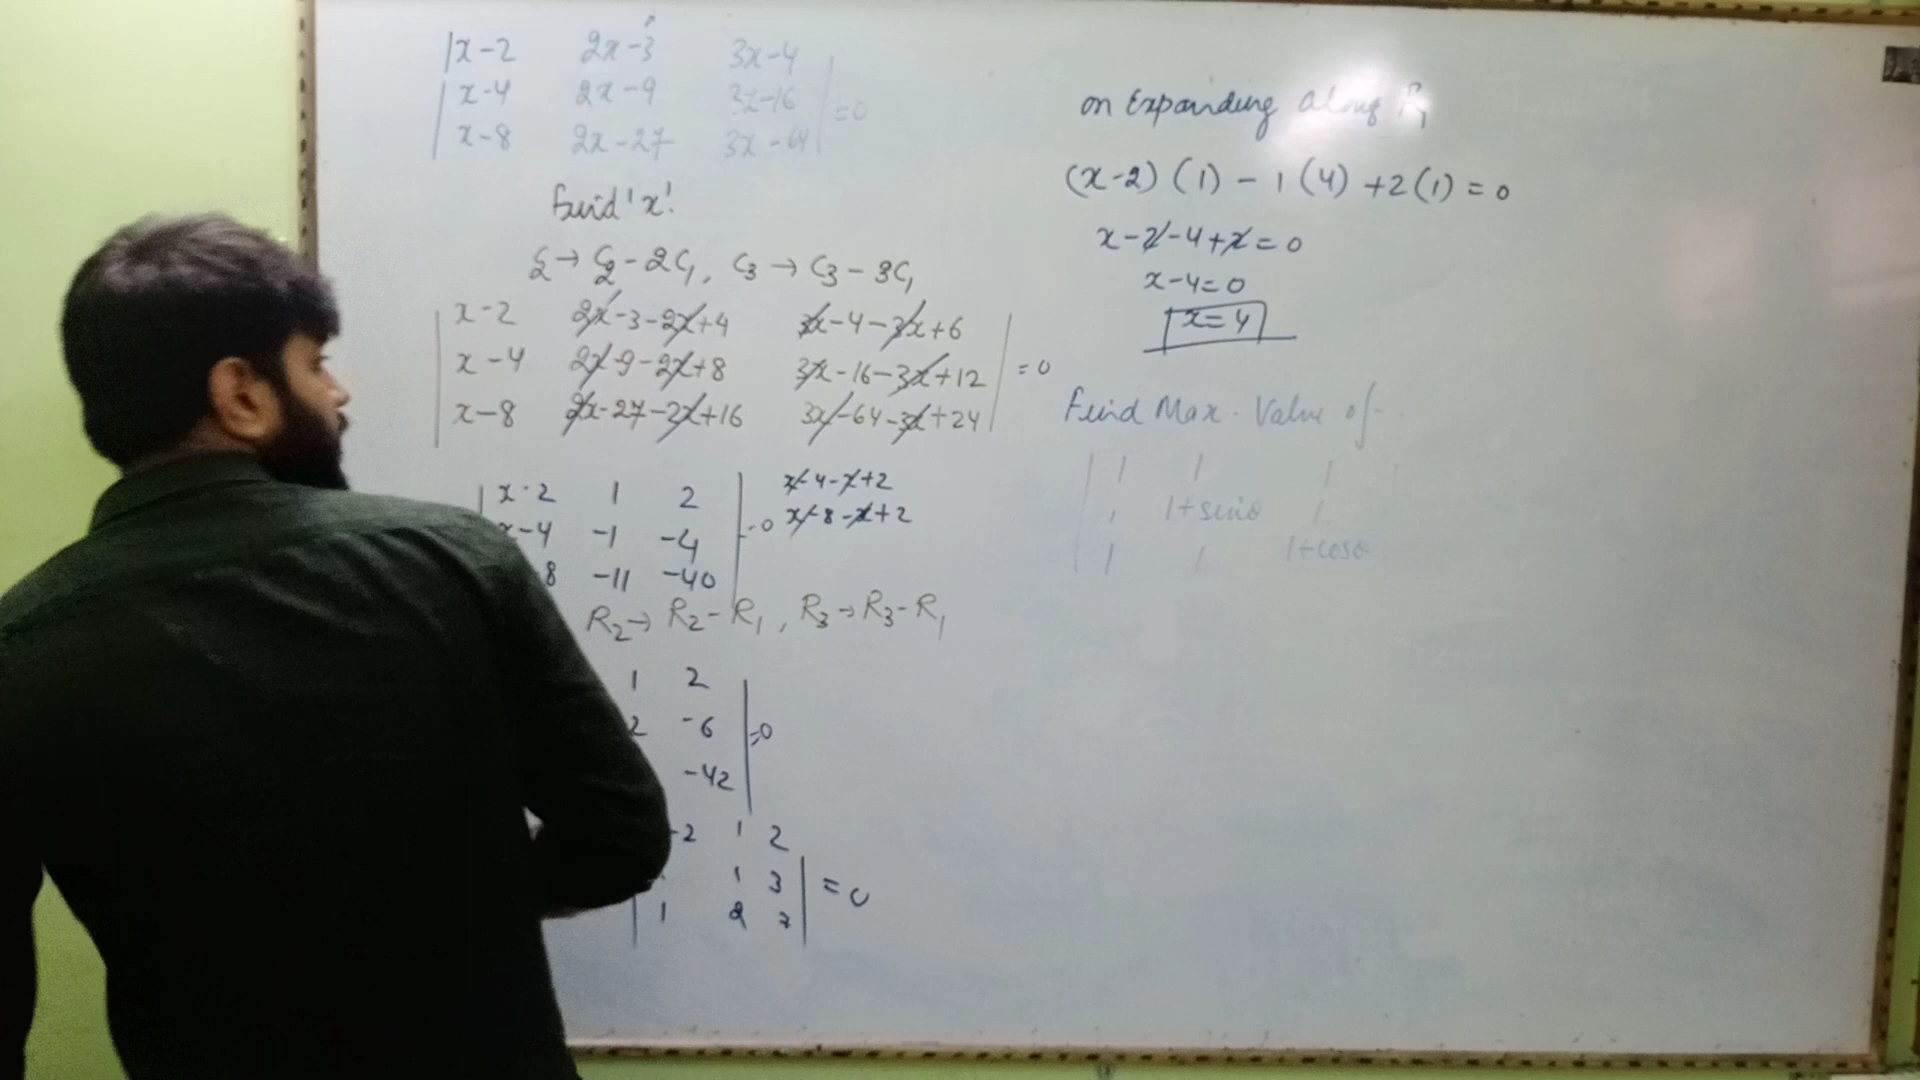 |x-2 2x-3 3x-4|
|x-4 2x-9 3x-16| =0
|x-8 2x-27 3x-64|
find 'x'.
C2 → C2 - 2C1, C3 → C3 - 3C1
|x-2 2x-3-2x+4 3x-4-3x+6|
|x-4 2x-9-2x+8 3x-16-3x+12| =0
|x-8 2x-27-2x+16 3x-64-3x+24|
|x-2 1 2| x-4-x+2
x-4 -1 -4 =0 x-8-x+2
8 -11 -40
R2 → R2 - R1, R3 → R3 - R1
1 2
2 -6 =0
-42
-2 1 2
1 3 =0
1 2 7
on Expanding along R1
(x-2) (1) - 1 (4) +2 (1) = 0
x-2-4+2=0
x-4=0
x=4
Find Max. Value of
| 1 1 1
1 1+sinθ 1
1 1 1+cosθ